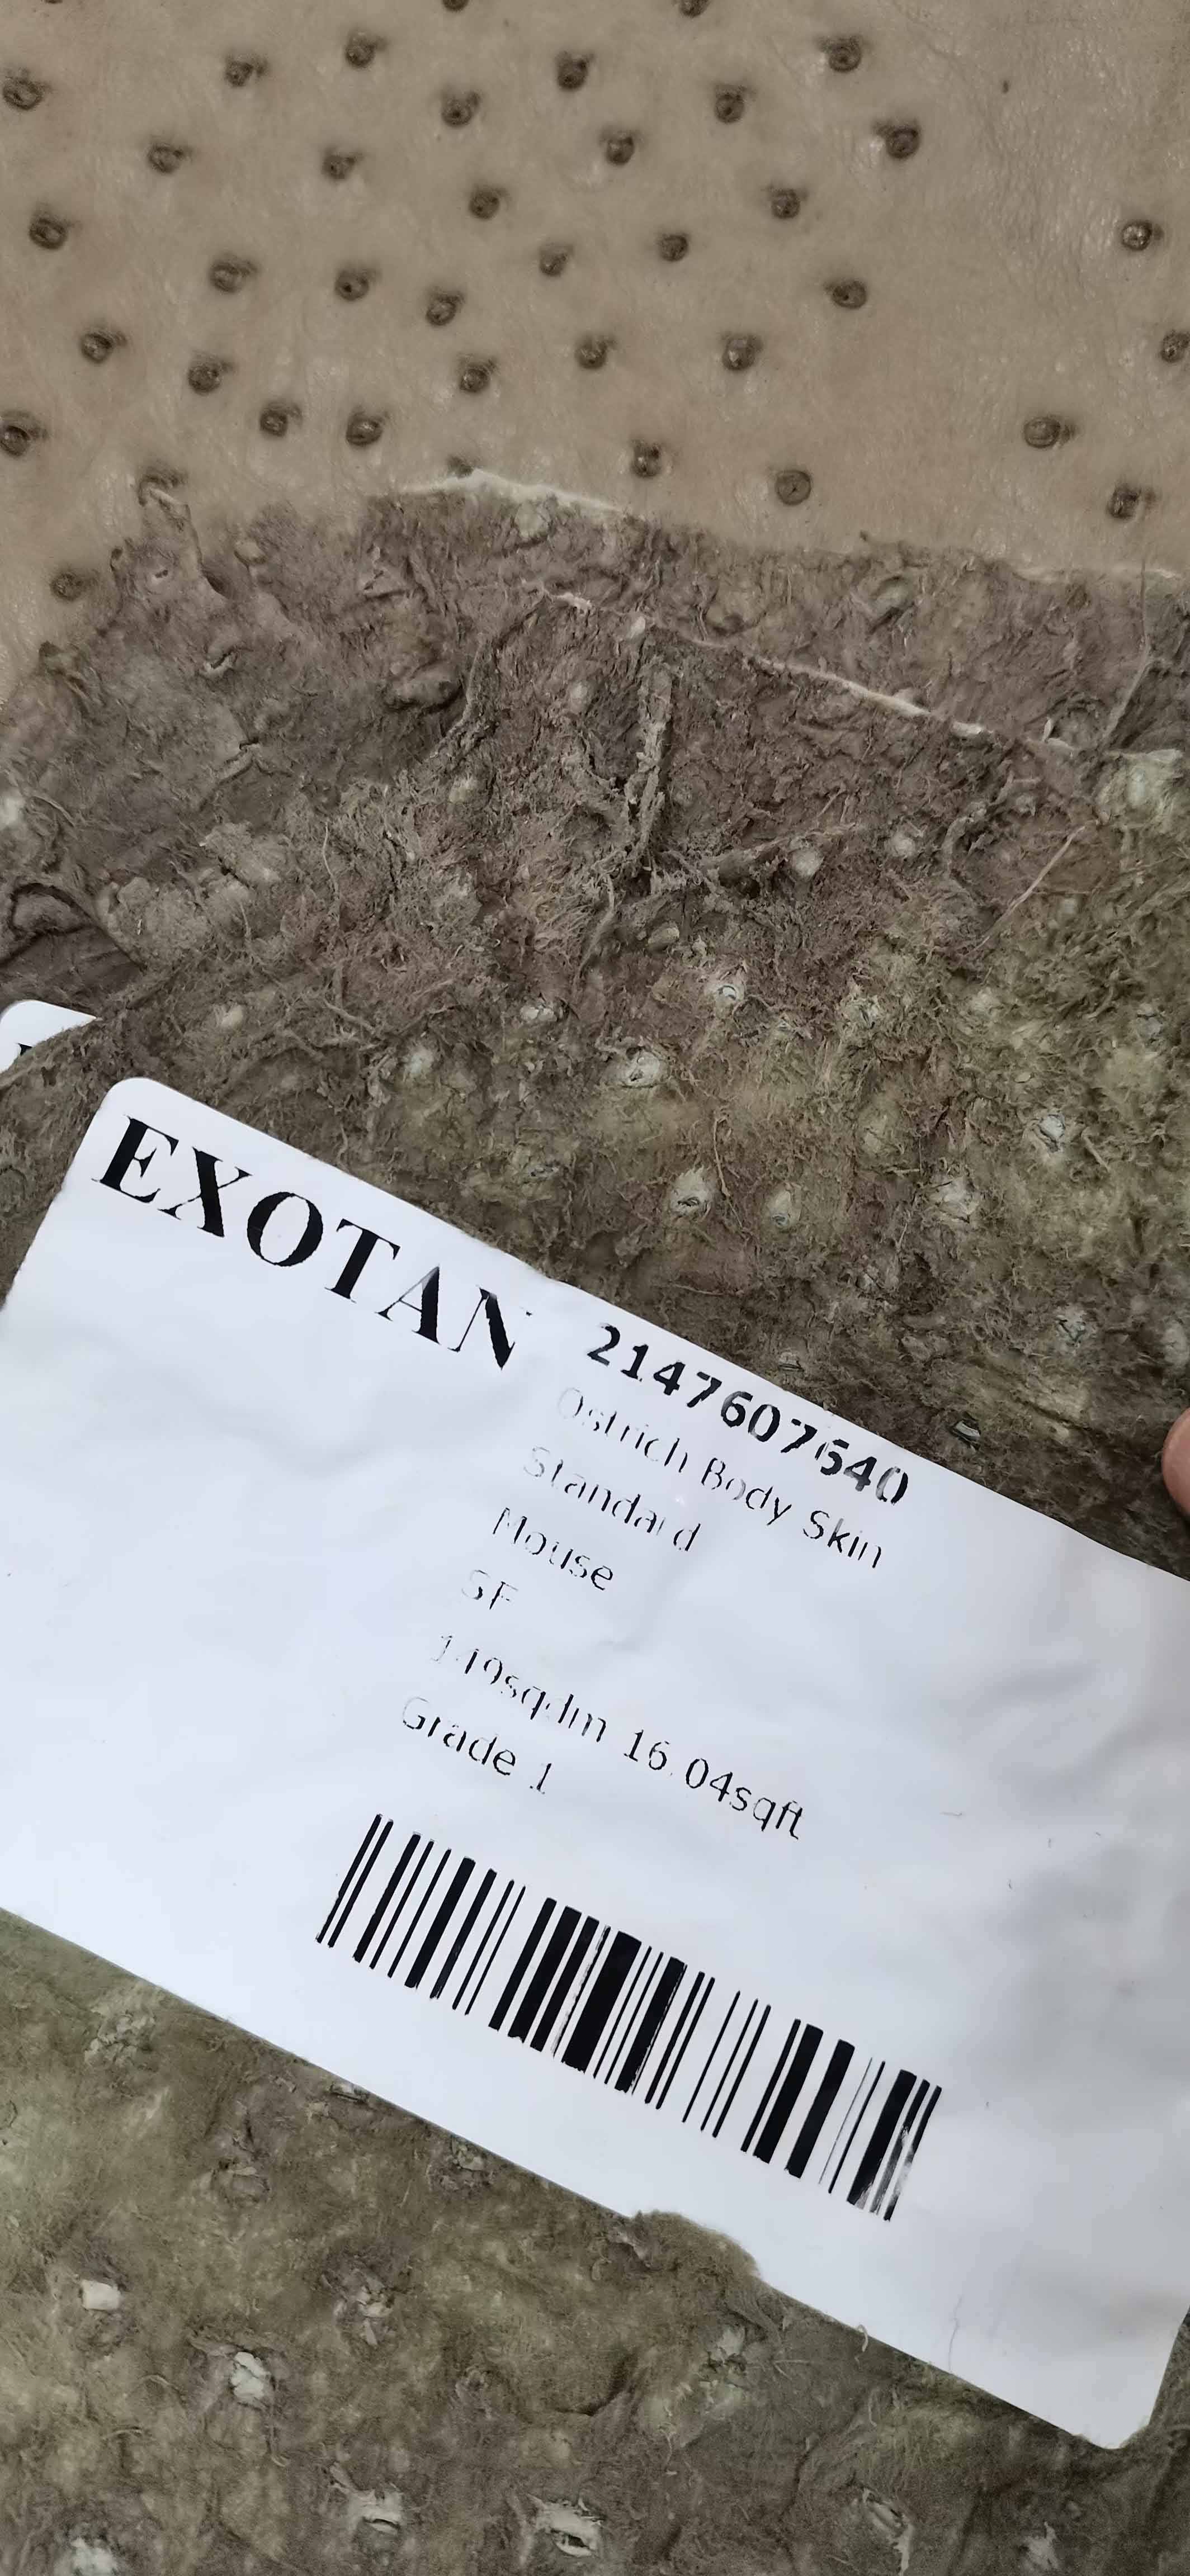 EXOTAN
2147607640
Ostrich Body Skin
Standard
Mouse
SF
149sqdm 16.04sqft
Grade 1